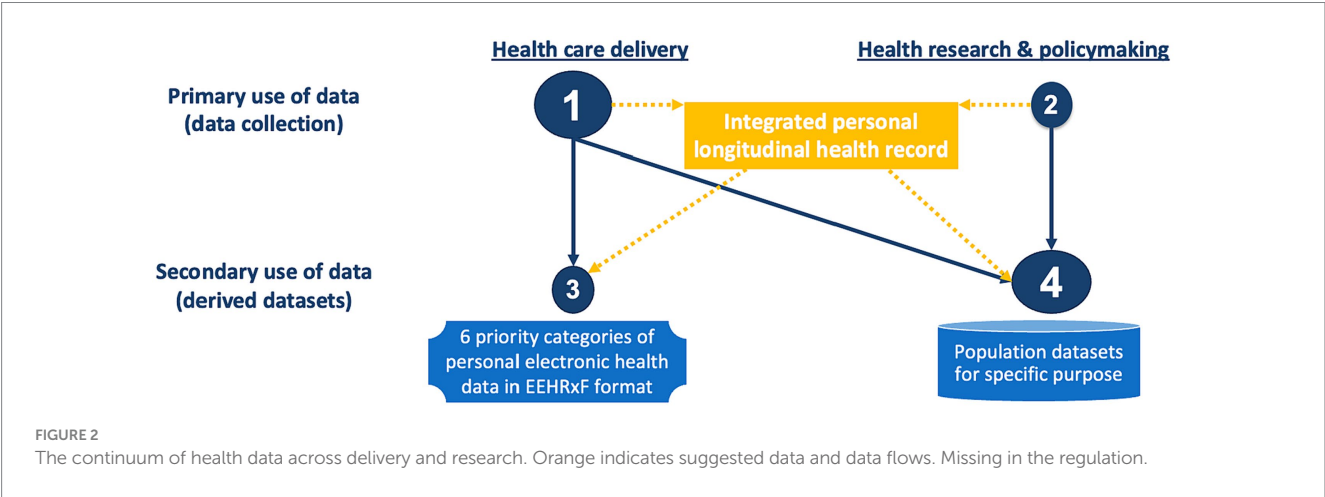 Health care delivery
Health research & policymaking
Primary use of data
(data collection)
1
2
Integrated personal
longitudinal health record
Secondary use of data
(derived datasets)
3
4
6 priority categories of
personal electronic health
data in EEHRxF format
Population datasets
for specific purpose
FIGURE 2
The continuum of health data across delivery and research. Orange indicates suggested data and data flows. Missing in the regulation.